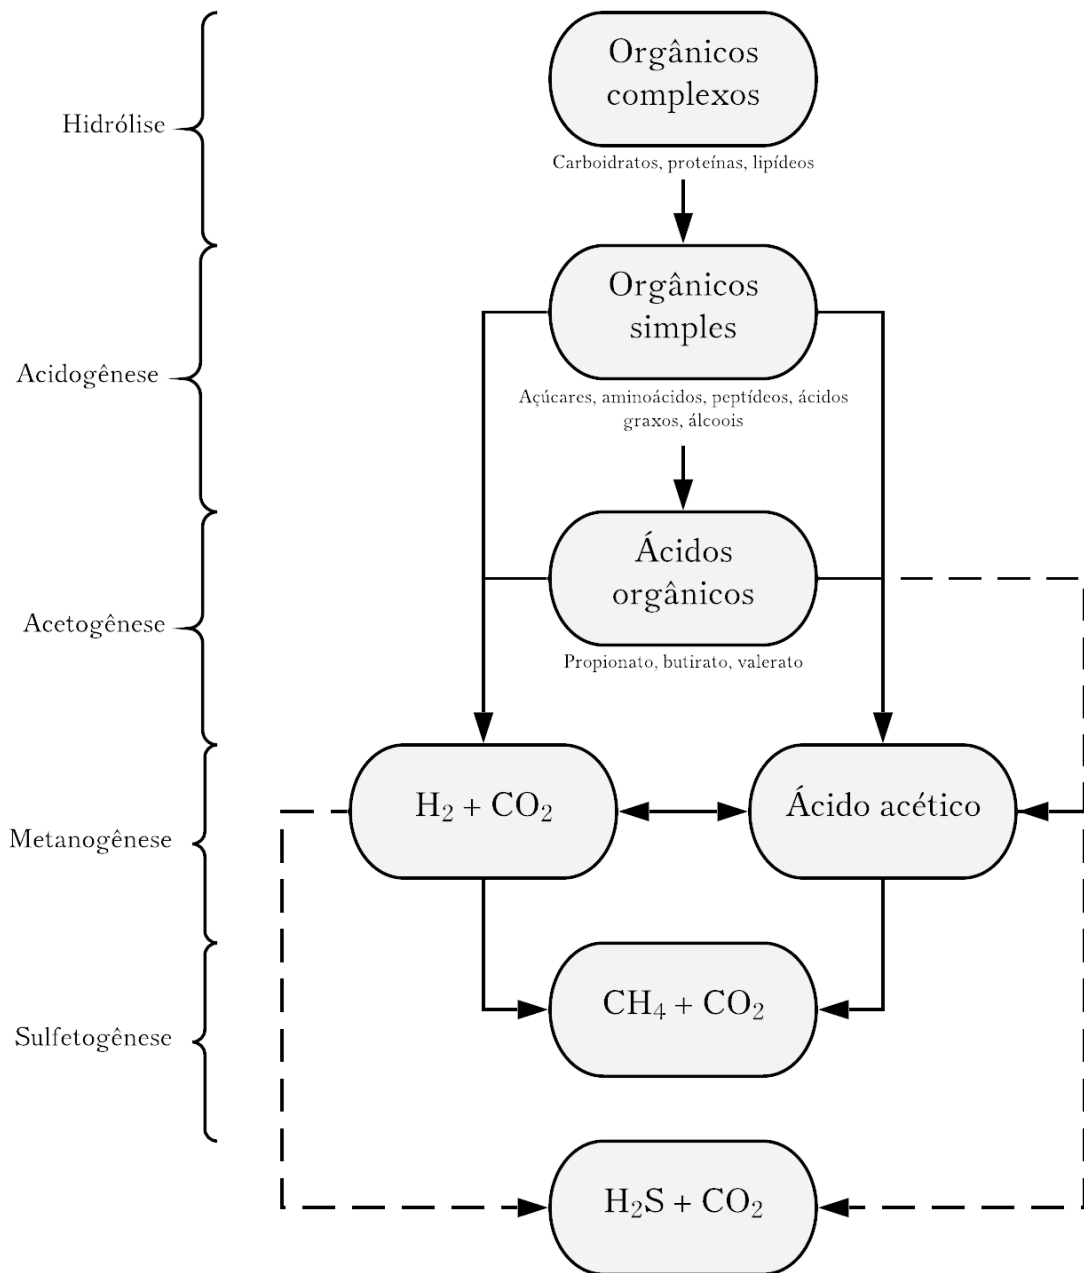 Orgânicos
complexos
Hidrólise
Carboidratos, proteínas, lipídeos
Orgânicos
simples
Acidogênese
Açúcares, aminoácidos, peptídeos, ácidos
graxos, álcoois
Ácidos
orgânicos
Acetogênese
Propionato, butirato, valerato
H₂ + CO₂
Ácido acético
Metanogênese
CH₄ + CO₂
Sulfetogênese
H₂S + CO₂